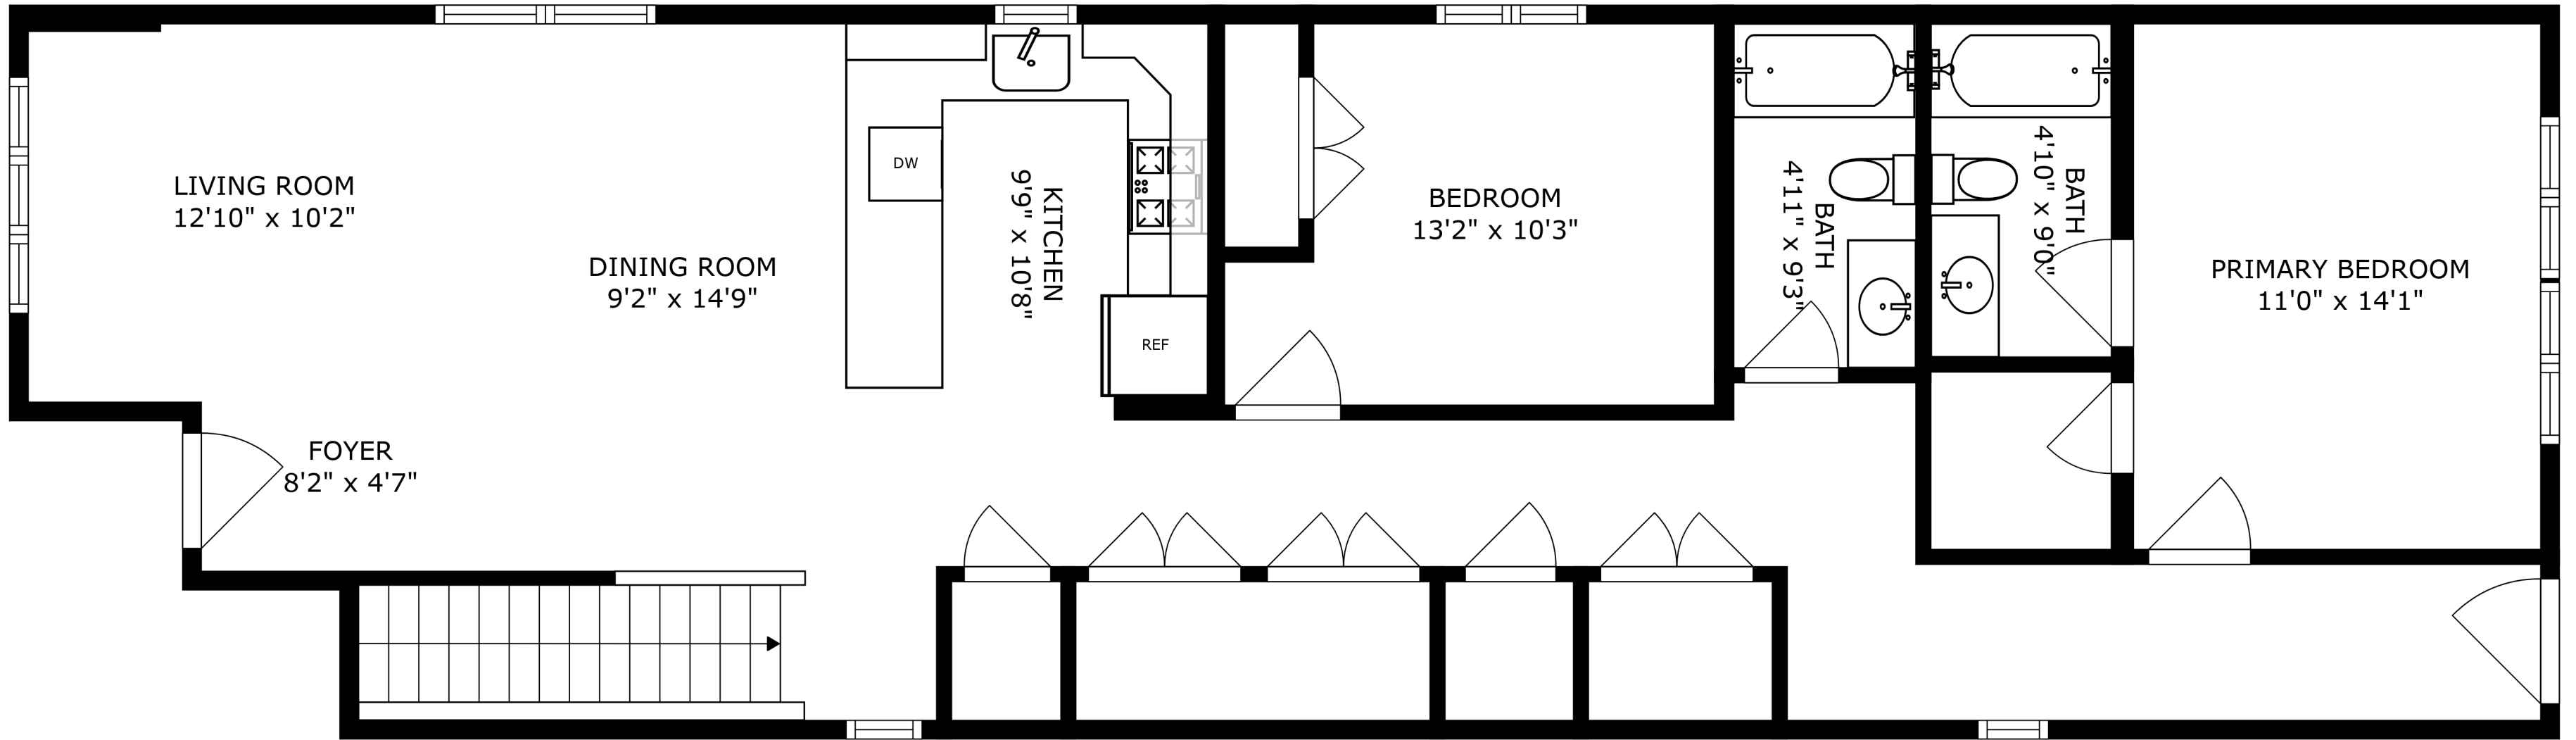 LIVING ROOM
12'10" x 10'2"
DINING ROOM
9'2" x 14'9"
FOYER
8'2" x 4'7"
DW
KITCHEN
9'9" x 10'8"
REF
BEDROOM
13'2" x 10'3"
BATH
4'11" x 9'3"
BATH
4'10" x 9'0"
PRIMARY BEDROOM
11'0" x 14'1"